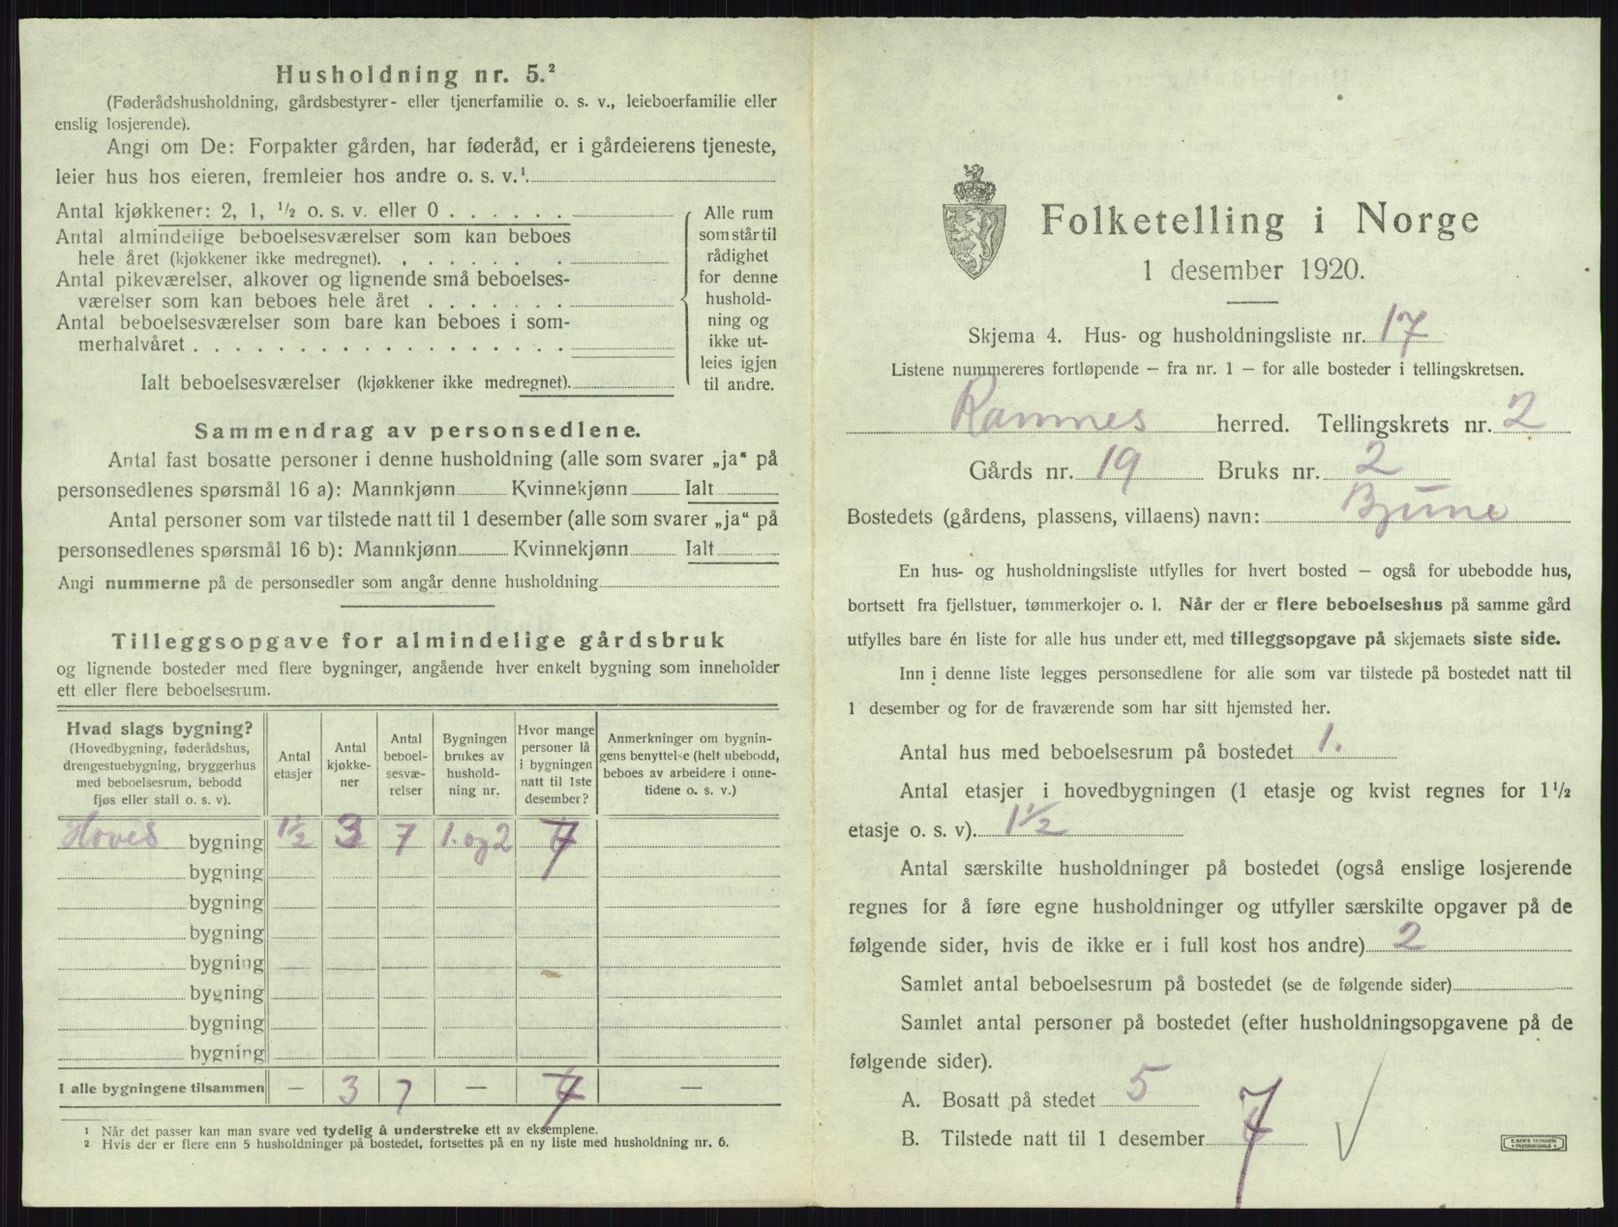 Husholdning nr. 5.²
(Føderådshusholdning, gårdsbestyrer- eller tjenerfamilie o. s. v., leieboerfamilie eller
enslig losjerende).
Angi om De: Forpakter gården, har føderåd, er i gårdeierens tjeneste,
leier hus hos eieren, fremleier hos andre o. s. v.¹.
Antal kjøkkener: 2, 1, ½ o. s. v. eller 0 . . . . . .
Antal almindelige beboelsesværelser som kan beboes
hele året (kjøkkener ikke medregnet). . . . . . . .
Antal pikeværelser, alkover og lignende små beboelses-
værelser som kan beboes hele året . . . . . . .
Antal beboelsesværelser som bare kan beboes i som-
merhalvåret . . . . . . . . . . . . . . . . . . .
Ialt beboelsesværelser (kjøkkener ikke medregnet).
Alle rum
som står til
rådighet
for denne
hushold-
ning og
ikke ut-
leies igjen
til andre.
Sammendrag av personsedlene.
Antal fast bosatte personer i denne husholdning (alle som svarer „ja" på
personsedlenes spørsmål 16 a): Mannkjønn Kvinnekjønn Ialt
Antal personer som var tilstede natt til 1 desember (alle som svarer „ja" på
personsedlenes spørsmål 16 b): Mannkjønn Kvinnekjønn Ialt
Angi nummerne på de personsedler som angår denne husholdning
Tilleggsopgave for almindelige gårdsbruk
og lignende bosteder med flere bygninger, angående hver enkelt bygning som inneholder
ett eller flere beboelsesrum.
Hvad slags bygning?
(Hovedbygning, føderådshus,
drengestuebygning, bryggerhus
med beboelsesrum, bebodd
fjøs eller stall o. s. v).
Antal
etasjer
Antal
kjøkke-
ner
Antal
beboel-
sesvæ-
relser
Bygningen
brukes av
hushold-
ning nr.
Hvor mange
personer lå
i bygningen
natt til 1ste
desember?
Anmerkninger om bygnin-
gens benyttelse (helt ubebodd,
beboes av arbeidere i onne-
tidene o. s. v.)
Hoves bygning 1½ 3 7 1. og 2 7
bygning
bygning
bygning
bygning
bygning
bygning
bygning
I alle bygningene tilsammen — 3 7 — 7 —
¹ Når det passer kan man svare ved tydelig å understreke ett av eksemplene.
² Hvis der er flere enn 5 husholdninger på bostedet, fortsettes på en ny liste med husholdning nr. 6.
Folketelling i Norge
1 desember 1920.
Skjema 4. Hus- og husholdningsliste nr. 17
Listene nummereres fortløpende — fra nr. 1 — for alle bosteder i tellingskretsen.
Ramnes herred. Tellingskrets nr. 2
Gårds nr. 19 Bruks nr. 2
Bostedets (gårdens, plassens, villaens) navn: Bjune
En hus- og husholdningsliste utfylles for hvert bosted — også for ubebodde hus,
bortsett fra fjellstuer, tømmerkojer o. l. Når der er flere beboelseshus på samme gård
utfylles bare én liste for alle hus under ett, med tilleggsopgave på skjemaets siste side.
Inn i denne liste legges personsedlene for alle som var tilstede på bostedet natt til
1 desember og for de fraværende som har sitt hjemsted her.
Antal hus med beboelsesrum på bostedet 1.
Antal etasjer i hovedbygningen (1 etasje og kvist regnes for 1½
etasje o. s. v). 1½
Antal særskilte husholdninger på bostedet (også enslige losjerende
regnes for å føre egne husholdninger og utfyller særskilte opgaver på de
følgende sider, hvis de ikke er i full kost hos andre) 2
Samlet antal beboelsesrum på bostedet (se de følgende sider)
Samlet antal personer på bostedet (efter husholdningsopgavene på de
følgende sider).
A. Bosatt på stedet 5
B. Tilstede natt til 1 desember 7